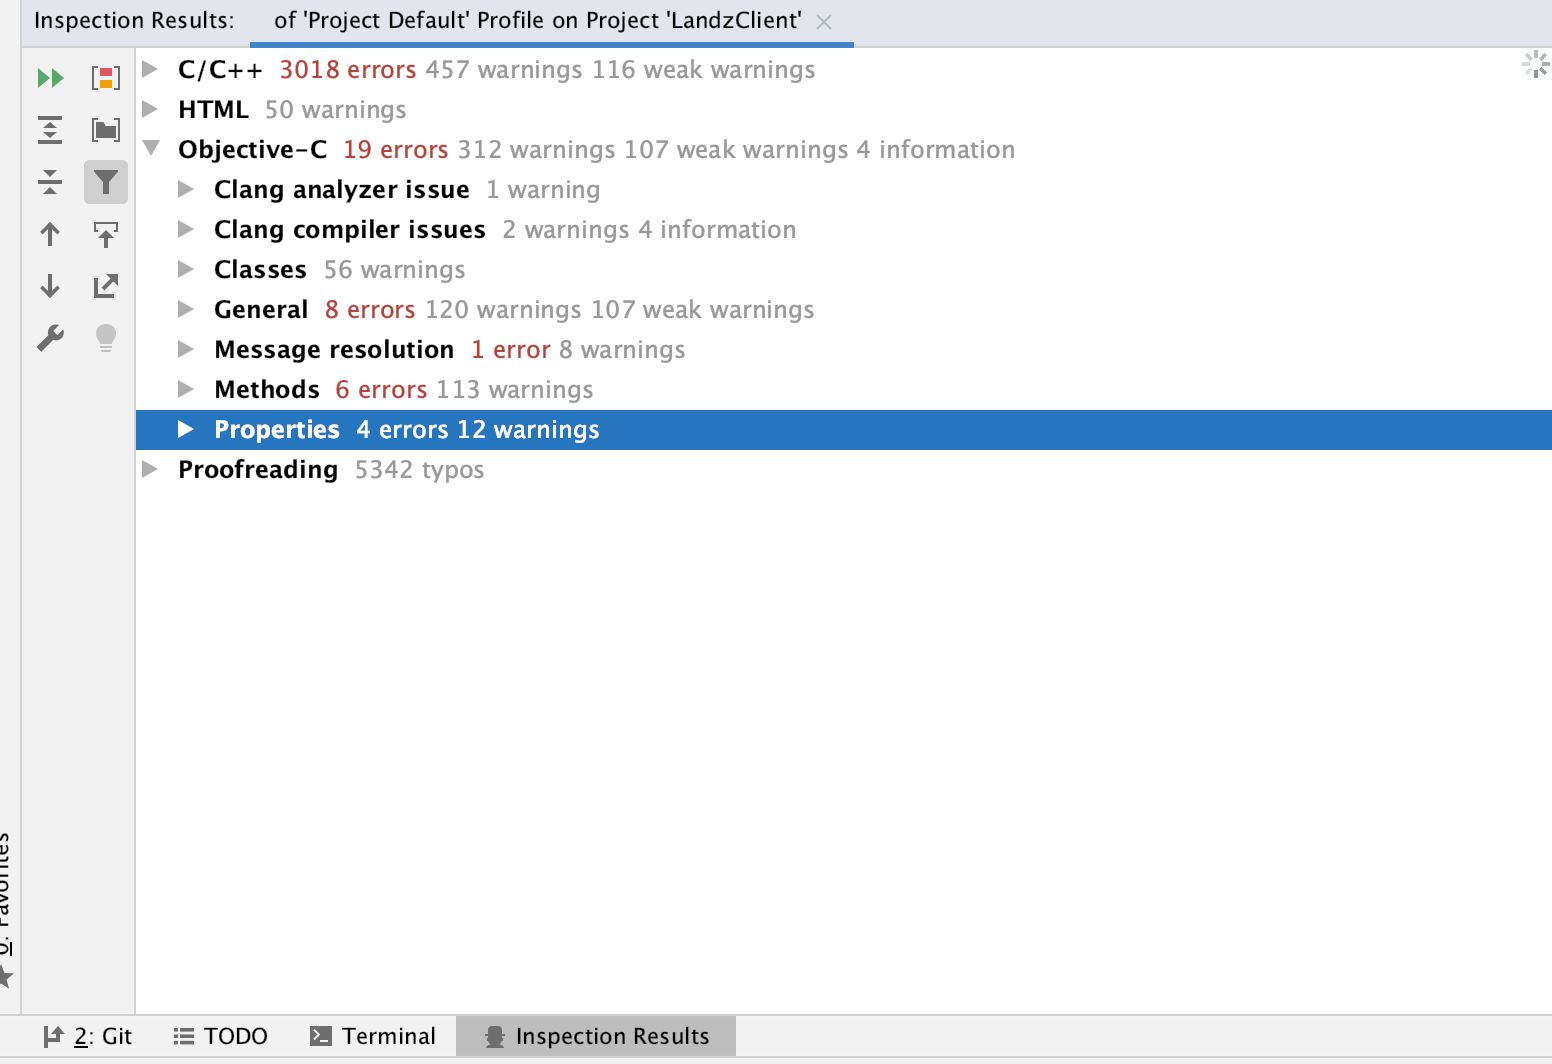 Inspection Results: of 'Project Default' Profile on Project 'LandzClient'
C/C++ 3018 errors 457 warnings 116 weak warnings
HTML 50 warnings
Objective-C 19 errors 312 warnings 107 weak warnings 4 information
Clang analyzer issue 1 warning
Clang compiler issues 2 warnings 4 information
Classes 56 warnings
General 8 errors 120 warnings 107 weak warnings
Message resolution 1 error 8 warnings
Methods 6 errors 113 warnings
Properties 4 errors 12 warnings
Proofreading 5342 typos
Favorites
2: Git TODO Terminal Inspection Results